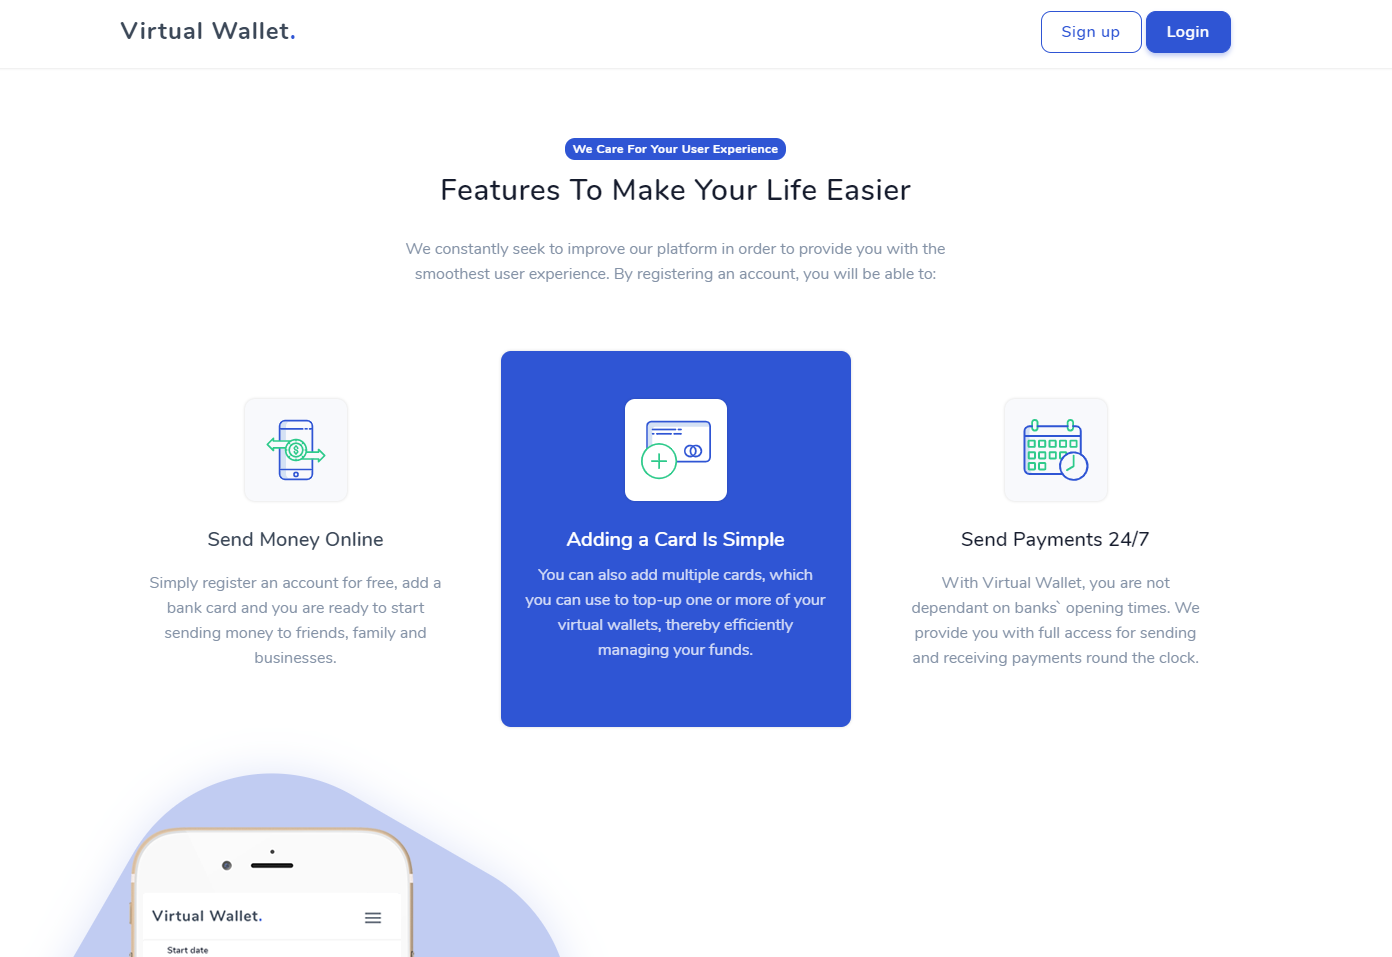 Virtual Wallet.
Sign up
Login
We Care For Your User Experience
Features To Make Your Life Easier
We constantly seek to improve our platform in order to provide you with the
smoothest user experience. By registering an account, you will be able to:
Send Money Online
Simply register an account for free, add a
bank card and you are ready to start
sending money to friends, family and
businesses.
Adding a Card Is Simple
You can also add multiple cards, which
you can use to top-up one or more of your
virtual wallets, thereby efficiently
managing your funds.
Send Payments 24/7
With Virtual Wallet, you are not
dependant on banks` opening times. We
provide you with full access for sending
and receiving payments round the clock.
Virtual Wallet.
Start date